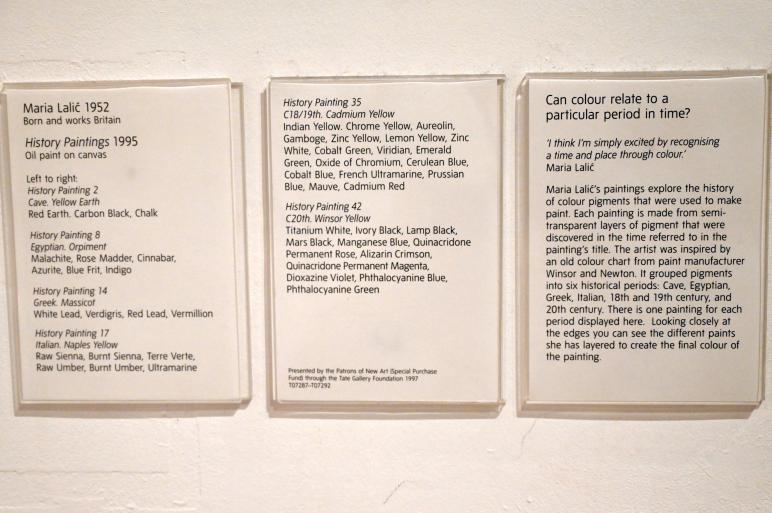 Maria Lalić 1952
Born and works Britain
History Paintings 1995
Oil paint on canvas
Left to right:
History Painting 2
Cave. Yellow Earth
Red Earth. Carbon Black, Chalk
History Painting 8
Egyptian. Orpiment
Malachite, Rose Madder, Cinnabar,
Azurite, Blue Frit, Indigo
History Painting 14
Greek. Massicot
White Lead, Verdigris, Red Lead, Vermillion
History Painting 17
Italian. Naples Yellow
Raw Sienna, Burnt Sienna, Terre Verte,
Raw Umber, Burnt Umber, Ultramarine
History Painting 35
C18/19th. Cadmium Yellow
Indian Yellow. Chrome Yellow, Aureolin,
Gamboge, Zinc Yellow, Lemon Yellow, Zinc
White, Cobalt Green, Viridian, Emerald
Green, Oxide of Chromium, Cerulean Blue,
Cobalt Blue, French Ultramarine, Prussian
Blue, Mauve, Cadmium Red
History Painting 42
C20th. Winsor Yellow
Titanium White, Ivory Black, Lamp Black,
Mars Black, Manganese Blue, Quinacridone
Permanent Rose, Alizarin Crimson,
Quinacridone Permanent Magenta,
Dioxazine Violet, Phthalocyanine Blue,
Phthalocyanine Green
Presented by the Patrons of New Art (Special Purchase
Fund) through the Tate Gallery Foundation 1997
T07287-T07292
Can colour relate to a
particular period in time?
'I think I'm simply excited by recognising
a time and place through colour.'
Maria Lalić
Maria Lalić's paintings explore the history
of colour pigments that were used to make
paint. Each painting is made from semi-
transparent layers of pigment that were
discovered in the time referred to in the
painting's title. The artist was inspired by
an old colour chart from paint manufacturer
Winsor and Newton. It grouped pigments
into six historical periods: Cave, Egyptian,
Greek, Italian, 18th and 19th century, and
20th century. There is one painting for each
period displayed here. Looking closely at
the edges you can see the different paints
she has layered to create the final colour of
the painting.